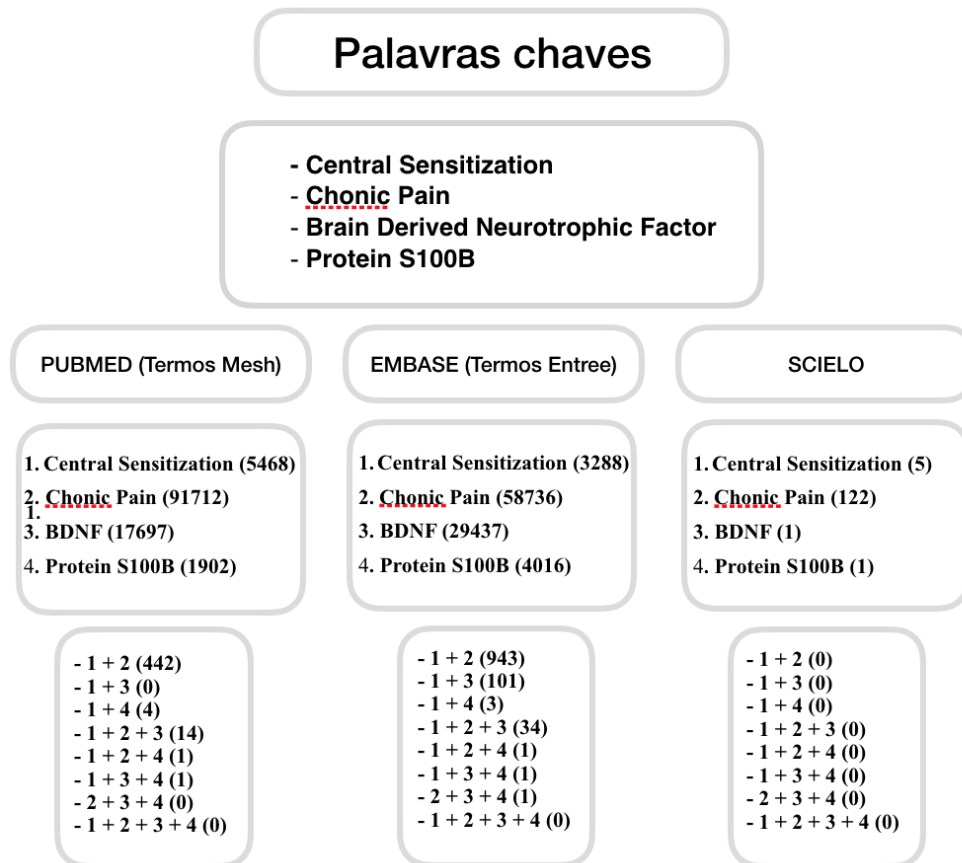 Palavras chaves
- Central Sensitization
- Chonic Pain
- Brain Derived Neurotrophic Factor
- Protein S100B
PUBMED (Termos Mesh)
1. Central Sensitization (5468)
2. Chonic Pain (91712)
1.
3. BDNF (17697)
4. Protein S100B (1902)
- 1 + 2 (442)
- 1 + 3 (0)
- 1 + 4 (4)
- 1 + 2 + 3 (14)
- 1 + 2 + 4 (1)
- 1 + 3 + 4 (1)
- 2 + 3 + 4 (0)
- 1 + 2 + 3 + 4 (0)
EMBASE (Termos Entree)
1. Central Sensitization (3288)
2. Chonic Pain (58736)
3. BDNF (29437)
4. Protein S100B (4016)
- 1 + 2 (943)
- 1 + 3 (101)
- 1 + 4 (3)
- 1 + 2 + 3 (34)
- 1 + 2 + 4 (1)
- 1 + 3 + 4 (1)
- 2 + 3 + 4 (1)
- 1 + 2 + 3 + 4 (0)
SCIELO
1. Central Sensitization (5)
2. Chonic Pain (122)
3. BDNF (1)
4. Protein S100B (1)
- 1 + 2 (0)
- 1 + 3 (0)
- 1 + 4 (0)
- 1 + 2 + 3 (0)
- 1 + 2 + 4 (0)
- 1 + 3 + 4 (0)
- 2 + 3 + 4 (0)
- 1 + 2 + 3 + 4 (0)